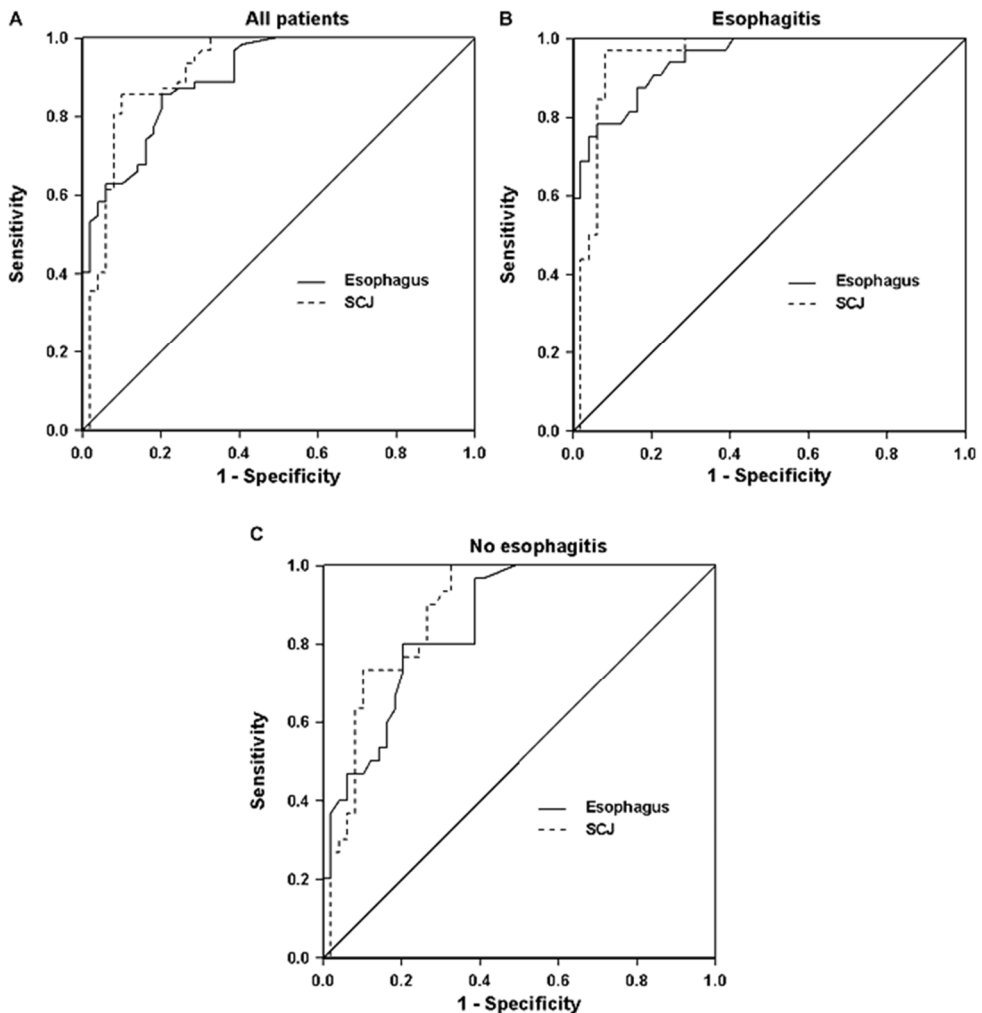 A
All patients
1.0
0.8
0.6
0.4
0.2
0.0
Sensitivity
Esophagus
SCJ
0.0 0.2 0.4 0.6 0.8 1.0
1 - Specificity
B
Esophagitis
1.0
0.8
0.6
0.4
0.2
0.0
Sensitivity
Esophagus
SCJ
0.0 0.2 0.4 0.6 0.8 1.0
1 - Specificity
C
No esophagitis
1.0
0.8
0.6
0.4
0.2
0.0
Sensitivity
Esophagus
SCJ
0.0 0.2 0.4 0.6 0.8 1.0
1 - Specificity